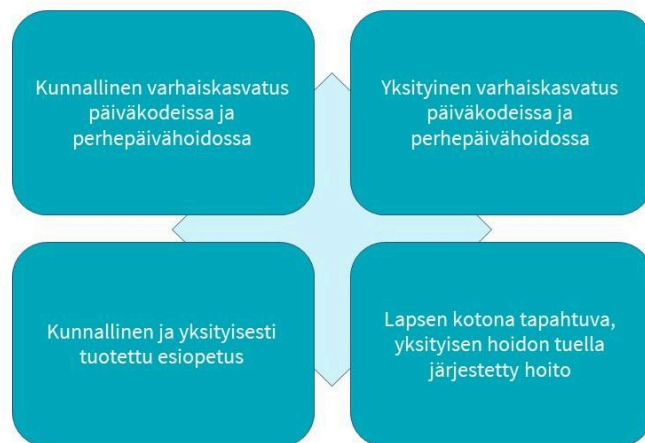 Kunnallinen varhaiskasvatus
päiväkodeissa ja
perhepäivähoidossa
Yksityinen varhaiskasvatus
päiväkodeissa ja
perhepäivähoidossa
Kunnallinen ja yksityisesti
tuotettu esiopetus
Lapsen kotona tapahtuva,
yksityisen hoidon tuella
järjestetty hoito